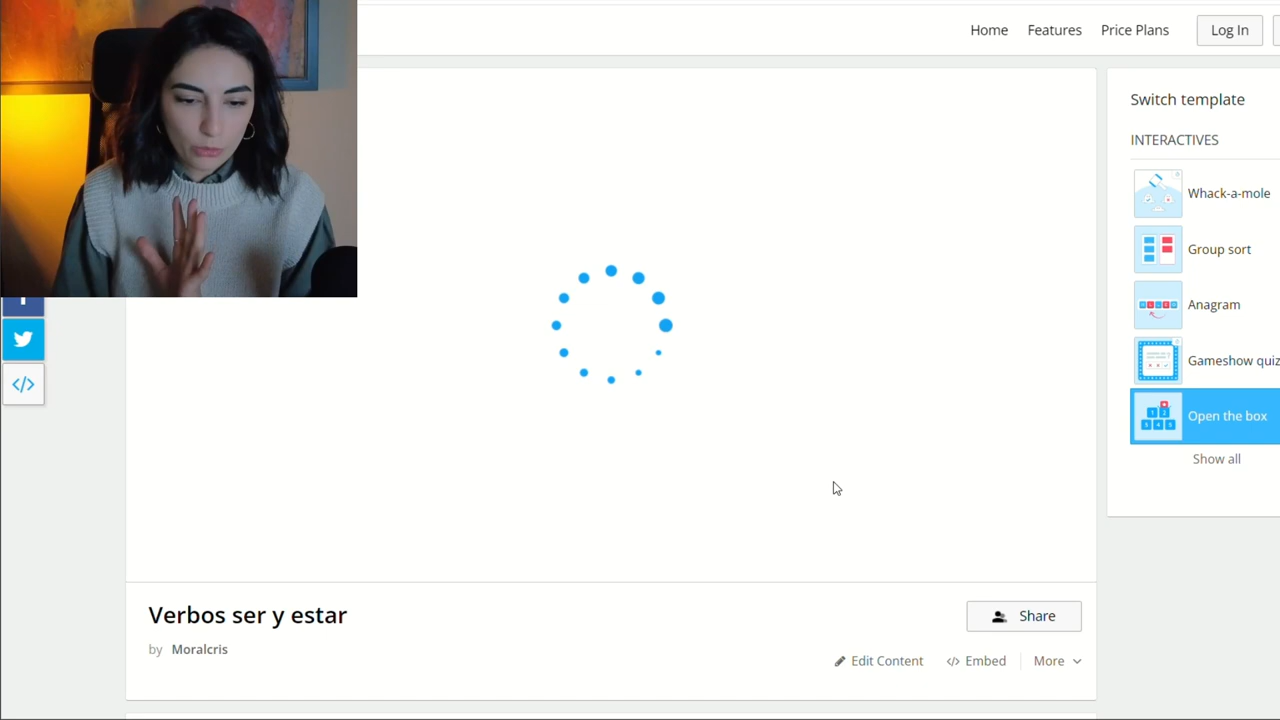 Home Features Price Plans Log In
Switch template
INTERACTIVES
Whack-a-mole
Group sort
Anagram
Gameshow quiz
Open the box
Show all
Verbos ser y estar
Share
by Moralcris
Edit Content </> Embed More